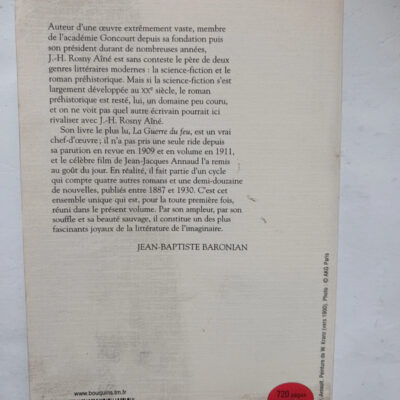 Auteur d'une œuvre extrêmement vaste, membre
de l'académie Goncourt depuis sa fondation puis
son président durant de nombreuses années,
J.-H. Rosny Aîné est sans conteste le père de deux
genres littéraires modernes : la science-fiction et le
roman préhistorique. Mais si la science-fiction s'est
largement développée au XXe siècle, le roman
préhistorique est resté, lui, un domaine peu couru,
et on ne voit pas quel autre écrivain pourrait ici
rivaliser avec J.-H. Rosny Aîné.
Son livre le plus lu, La Guerre du feu, est un vrai
chef-d'œuvre ; il n'a pas pris une seule ride depuis
sa parution en revue en 1909 et en volume en 1911,
et le célèbre film de Jean-Jacques Annaud l'a remis
au goût du jour. En réalité, il fait partie d'un cycle
qui compte quatre autres romans et une demi-douzaine
de nouvelles, publiés entre 1887 et 1930. C'est cet
ensemble unique qui est, pour la toute première fois,
réuni dans le présent volume. Par son ampleur, par son
souffle et sa beauté sauvage, il constitue un des plus
fascinants joyaux de la littérature de l'imaginaire.
JEAN-BAPTISTE BARONIAN
www.bouquins.tm.fr
720 pages
Peinture de W. Kranz (vers 1900). Photo : © AKG Paris